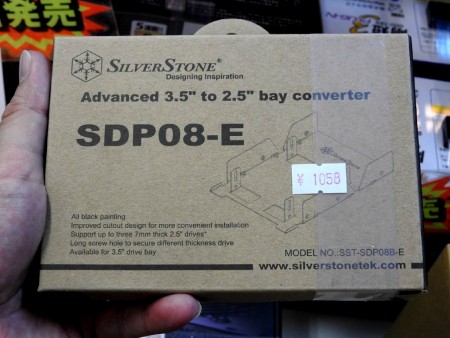 発売
SILVERSTONE®
Designing Inspiration
Advanced 3.5" to 2.5" bay converter
SDP08-E
¥ 1058
All black painting
Improved cutout design for more convenient installation
Support up to three 7mm thick 2.5" drives*
Long screw hole to secure different thickness drive
Available for 3.5" drive bay
MODEL NO.:SST-SDP08B-E
www.silverstonetek.com